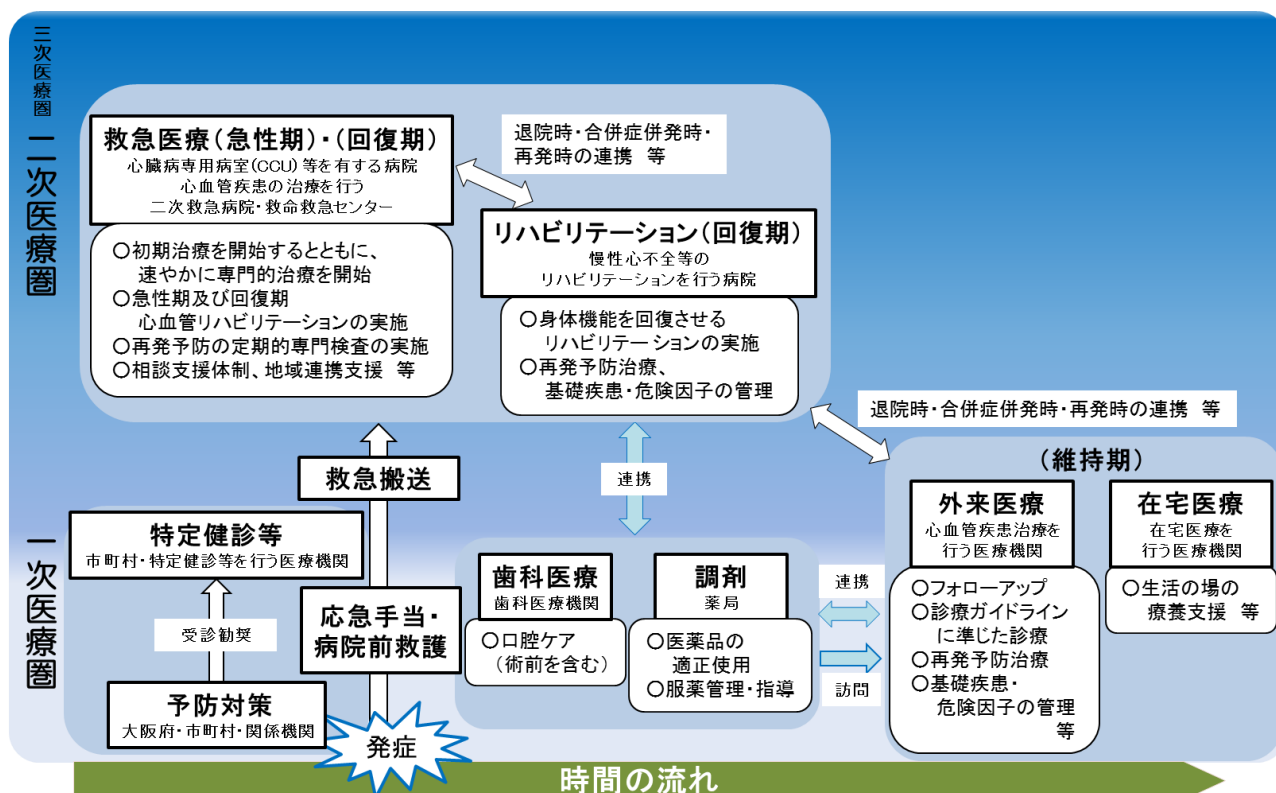 三次医療圏
二次医療圏
一次医療圏
救急医療(急性期)・(回復期)
心臓病専用病室(CCU)等を有する病院
心血管疾患の治療を行う
二次救急病院・救命救急センター
○初期治療を開始するとともに、
速やかに専門的治療を開始
○急性期及び回復期
心血管リハビリテーションの実施
○再発予防の定期的専門検査の実施
○相談支援体制、地域連携支援 等
退院時・合併症併発時・
再発時の連携 等
リハビリテーション(回復期)
慢性心不全等の
リハビリテーションを行う病院
○身体機能を回復させる
リハビリテーションの実施
○再発予防治療、
基礎疾患・危険因子の管理
退院時・合併症併発時・再発時の連携 等
救急搬送
連携
特定健診等
市町村・特定健診等を行う医療機関
受診勧奨
予防対策
大阪府・市町村・関係機関
応急手当・
病院前救護
発症
歯科医療
歯科医療機関
○口腔ケア
(術前を含む)
調剤
薬局
○医薬品の
適正使用
○服薬管理・指導
連携
訪問
(維持期)
外来医療
心血管疾患治療を
行う医療機関
○フォローアップ
○診療ガイドライン
に準じた診療
○再発予防治療
○基礎疾患・
危険因子の管理
等
在宅医療
在宅医療を
行う医療機関
○生活の場の
療養支援 等
時間の流れ